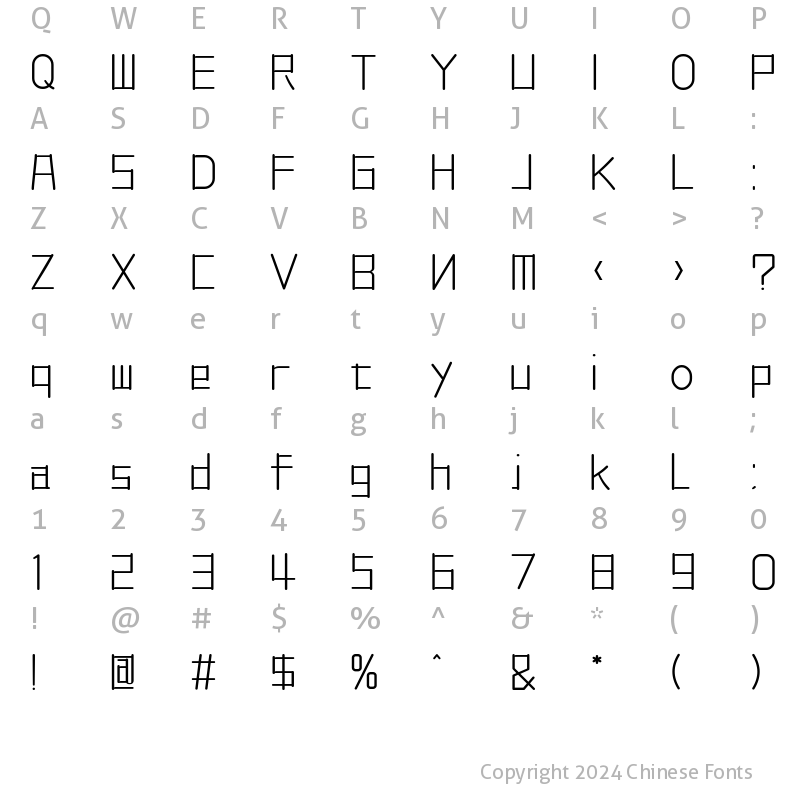 Q W E R T Y U I O P
Q W E R T Y U I O P
A S D F G H J K L :
A S D F G H J K L :
Z X C V B N M < > ?
Z X C V B N M < > ?
q w e r t y u i o p
q w e r t y u i o p
a s d f g h j k l ;
a s d f g h j k L ;
1 2 3 4 5 6 7 8 9 0
1 2 3 4 5 6 7 8 9 0
! @ # $ % ^ & * ( )
! @ # $ % ^ & * ( )
Copyright 2024 Chinese Fonts